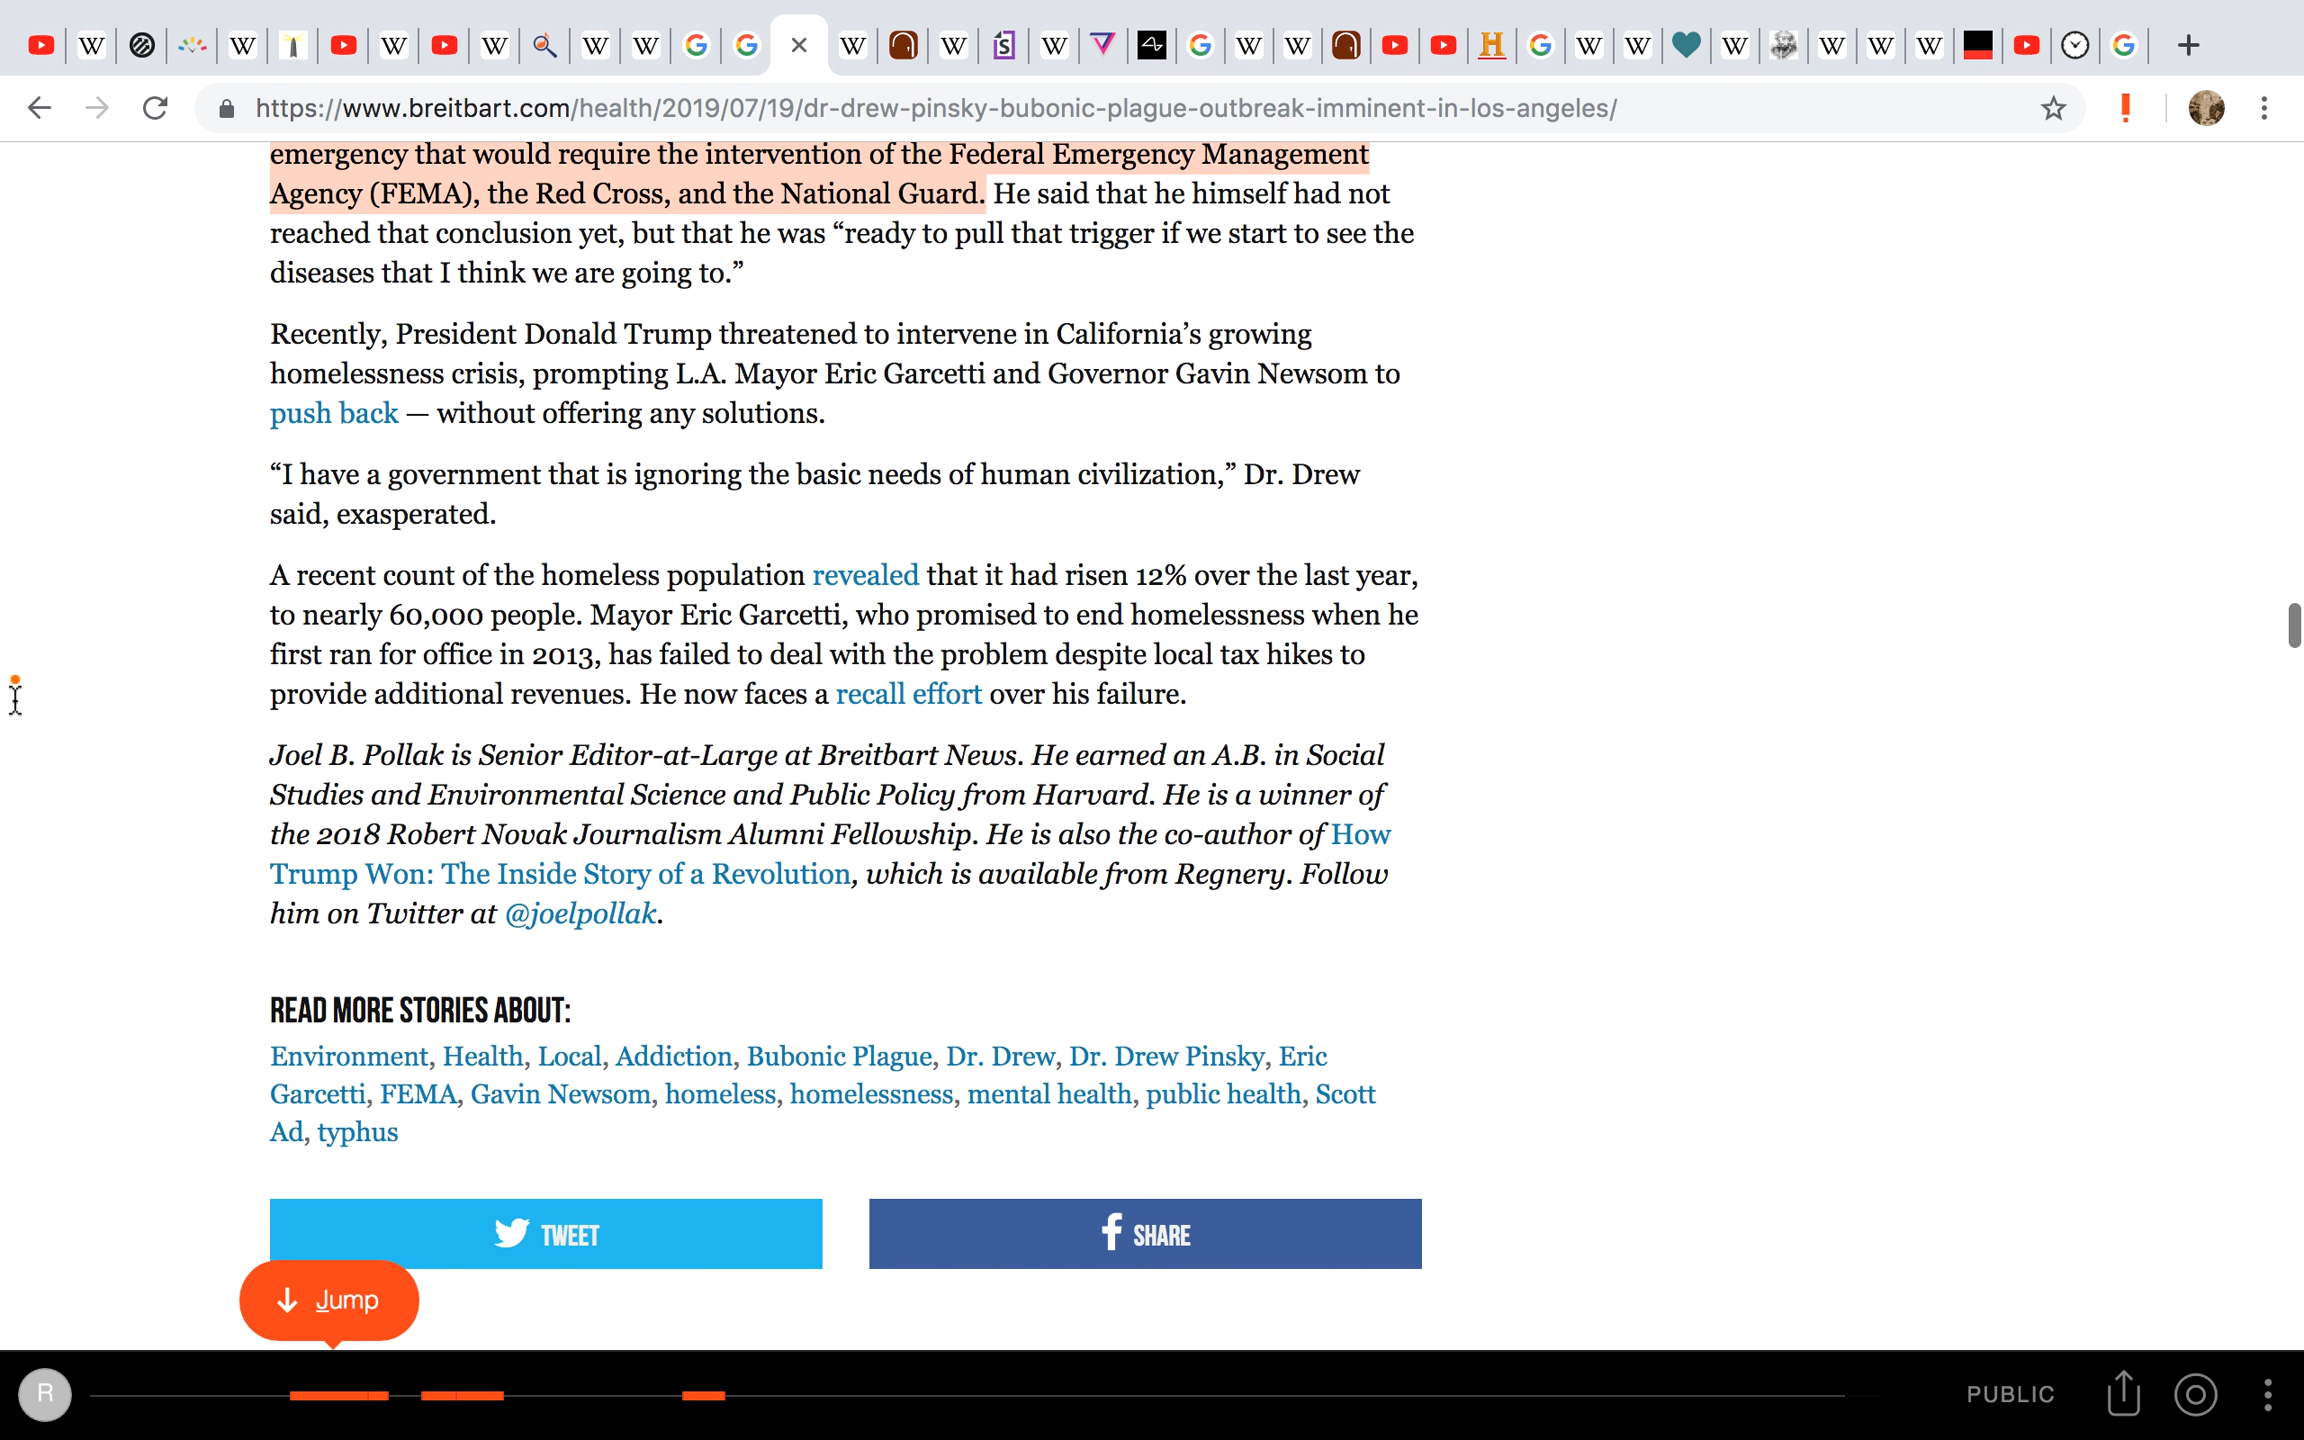 https://www.breitbart.com/health/2019/07/19/dr-drew-pinsky-bubonic-plague-outbreak-imminent-in-los-angeles/
emergency that would require the intervention of the Federal Emergency Management
Agency (FEMA), the Red Cross, and the National Guard. He said that he himself had not
reached that conclusion yet, but that he was “ready to pull that trigger if we start to see the
diseases that I think we are going to.”
Recently, President Donald Trump threatened to intervene in California’s growing
homelessness crisis, prompting L.A. Mayor Eric Garcetti and Governor Gavin Newsom to
push back — without offering any solutions.
“I have a government that is ignoring the basic needs of human civilization,” Dr. Drew
said, exasperated.
A recent count of the homeless population revealed that it had risen 12% over the last year,
to nearly 60,000 people. Mayor Eric Garcetti, who promised to end homelessness when he
first ran for office in 2013, has failed to deal with the problem despite local tax hikes to
provide additional revenues. He now faces a recall effort over his failure.
Joel B. Pollak is Senior Editor-at-Large at Breitbart News. He earned an A.B. in Social
Studies and Environmental Science and Public Policy from Harvard. He is a winner of
the 2018 Robert Novak Journalism Alumni Fellowship. He is also the co-author of How
Trump Won: The Inside Story of a Revolution, which is available from Regnery. Follow
him on Twitter at @joelpollak.
READ MORE STORIES ABOUT:
Environment, Health, Local, Addiction, Bubonic Plague, Dr. Drew, Dr. Drew Pinsky, Eric
Garcetti, FEMA, Gavin Newsom, homeless, homelessness, mental health, public health, Scott
Ad, typhus
TWEET
SHARE
Jump
R
PUBLIC